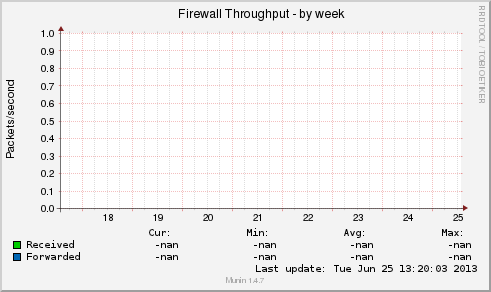 Firewall Throughput - by week
RRDTOOL / TOBI OETIKER
Packets/second
1.0
0.9
0.8
0.7
0.6
0.5
0.4
0.3
0.2
0.1
0.0
18 19 20 21 22 23 24 25
Cur: Min: Avg: Max:
Received -nan -nan -nan -nan
Forwarded -nan -nan -nan -nan
Last update: Tue Jun 25 13:20:03 2013
Munin 1.4.7